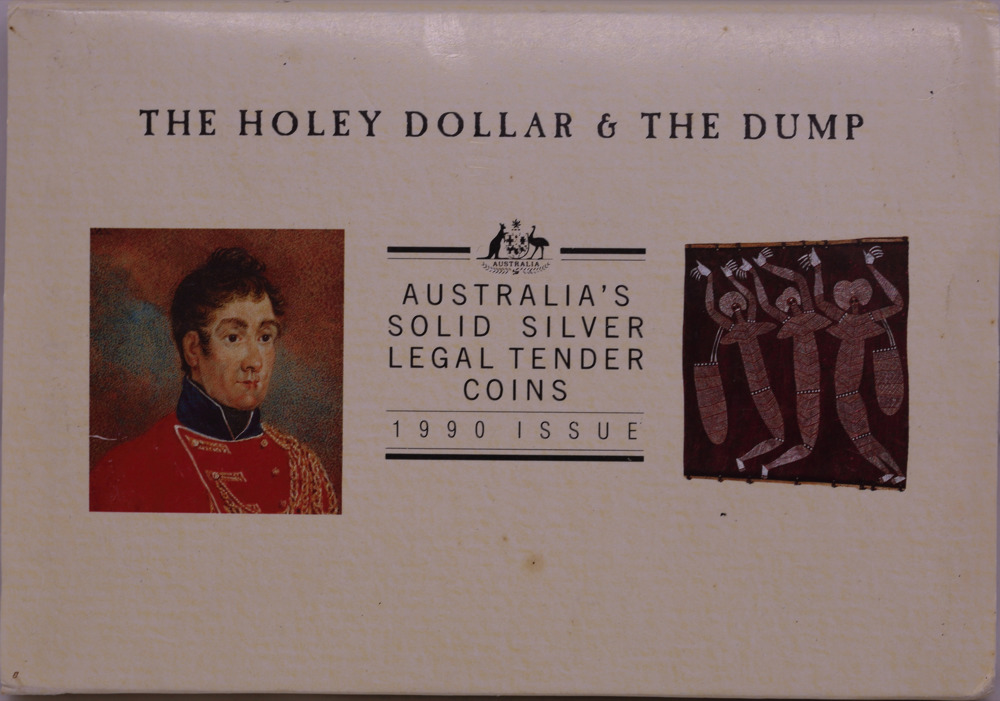 THE HOLEY DOLLAR & THE DUMP
AUSTRALIA
AUSTRALIA'S
SOLID SILVER
LEGAL TENDER
COINS
1990 ISSUE